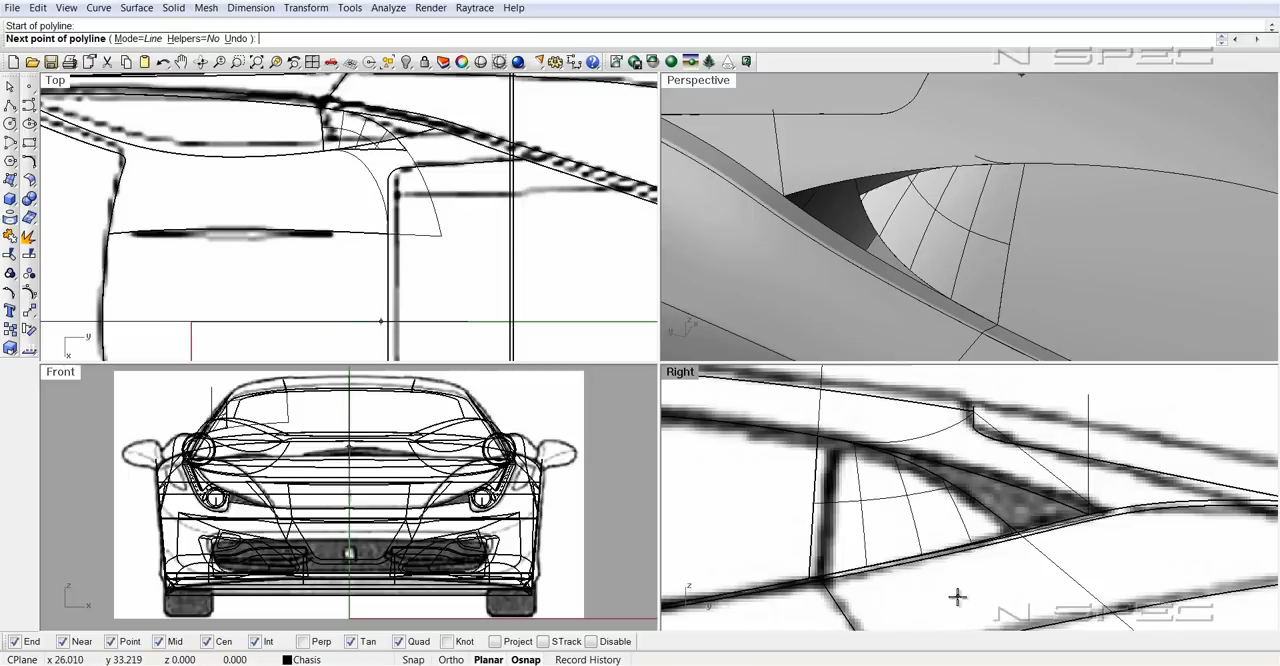 File Edit View Curve Surface Solid Mesh Dimension Transform Tools Analyze Render Raytrace Help
Start of polyline:
Next point of polyline ( Mode=Line Helpers=No Undo ):
N SPEC
Top
Perspective
y
x
z
x
y
Front
Right
z
x
z
y
N SPEC
End Near Point Mid Cen Int Perp Tan Quad Knot Project STrack Disable
CPlane x 26.010 y 33.219 z 0.000 0.000 Chasis Snap Ortho Planar Osnap Record History